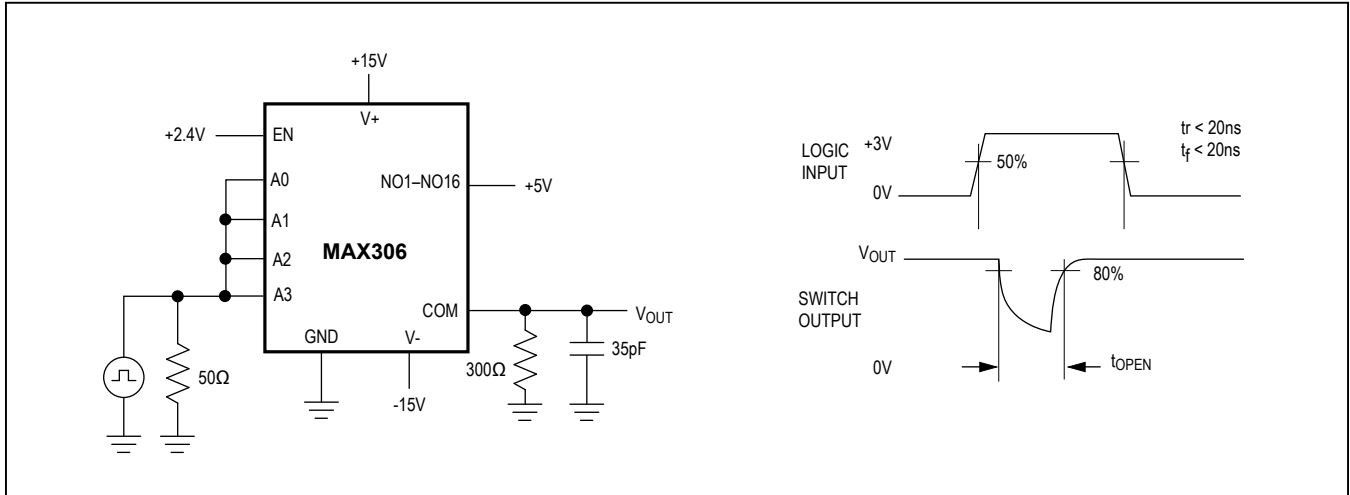 +15V
V+
+2.4V
EN
A0
A1
A2
A3
NO1–NO16
+5V
MAX306
COM
VOUT
GND
V-
-15V
50Ω
300Ω
35pF
LOGIC
INPUT
+3V
0V
50%
tr < 20ns
tf < 20ns
VOUT
SWITCH
OUTPUT
80%
0V
tOPEN